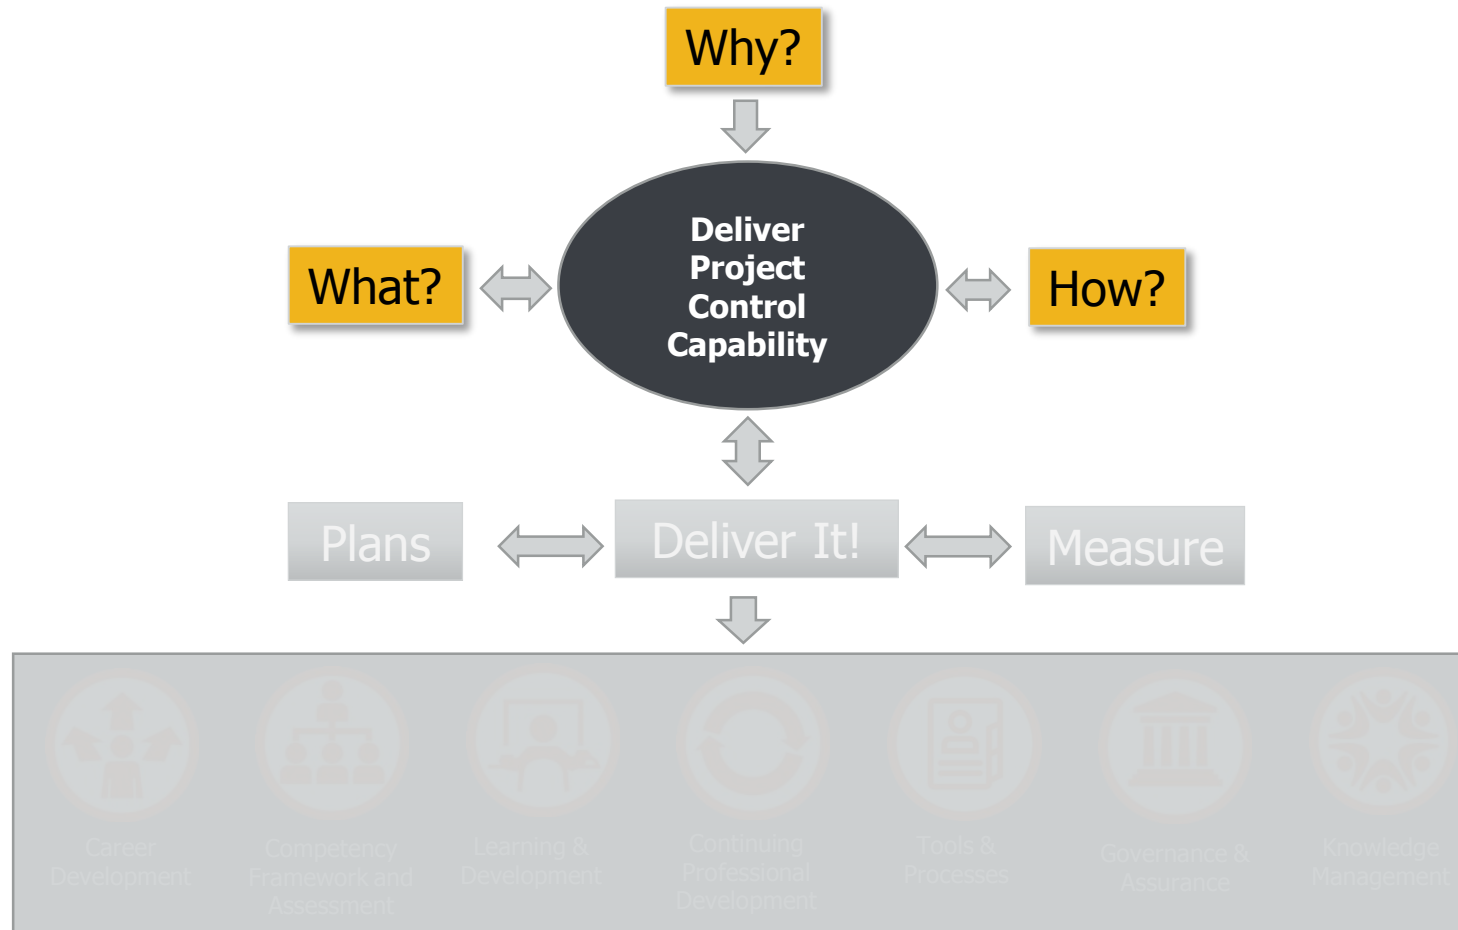 Why?
What?
Deliver
Project
Control
Capability
How?
Plans
Deliver It!
Measure
Career
Development
Competency
Framework and
Assessment
Learning &
Development
Continuing
Professional
Development
Tools &
Processes
Governance &
Assurance
Knowledge
Management